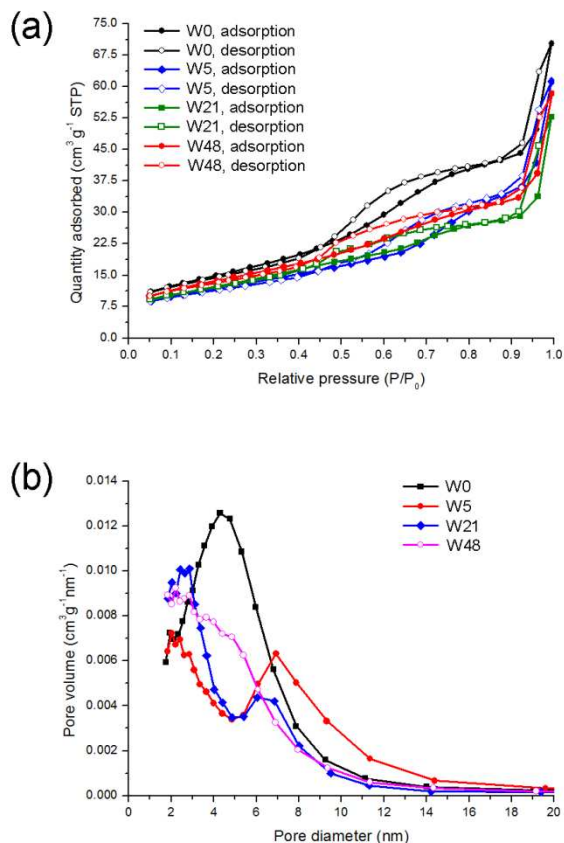 (a)
W0, adsorption
W0, desorption
W5, adsorption
W5, desorption
W21, adsorption
W21, desorption
W48, adsorption
W48, desorption
Quantity adsorbed (cm³ g⁻¹ STP)
75.0
67.5
60.0
52.5
45.0
37.5
30.0
22.5
15.0
7.5
0.0
0.0 0.1 0.2 0.3 0.4 0.5 0.6 0.7 0.8 0.9 1.0
Relative pressure (P/P₀)
(b)
W0
W5
W21
W48
Pore volume (cm³g⁻¹nm⁻¹)
0.014
0.012
0.010
0.008
0.006
0.004
0.002
0.000
0 2 4 6 8 10 12 14 16 18 20
Pore diameter (nm)